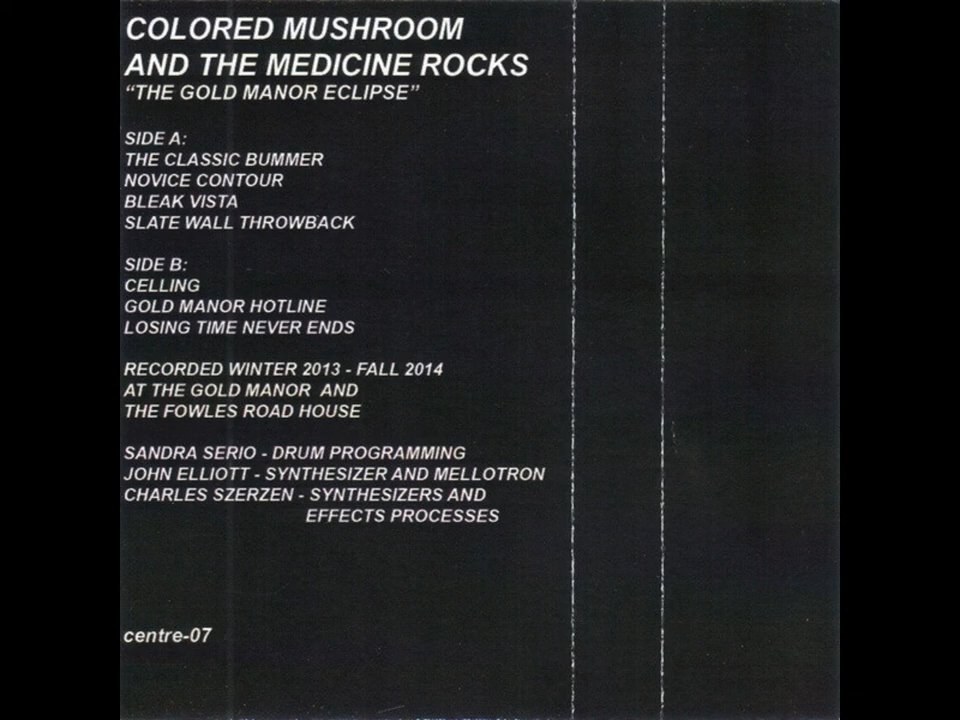 COLORED MUSHROOM
AND THE MEDICINE ROCKS
“THE GOLD MANOR ECLIPSE”
SIDE A:
THE CLASSIC BUMMER
NOVICE CONTOUR
BLEAK VISTA
SLATE WALL THROWBACK
SIDE B:
CELLING
GOLD MANOR HOTLINE
LOSING TIME NEVER ENDS
RECORDED WINTER 2013 - FALL 2014
AT THE GOLD MANOR AND
THE FOWLES ROAD HOUSE
SANDRA SERIO - DRUM PROGRAMMING
JOHN ELLIOTT - SYNTHESIZER AND MELLOTRON
CHARLES SZERZEN - SYNTHESIZERS AND
EFFECTS PROCESSES
centre-07